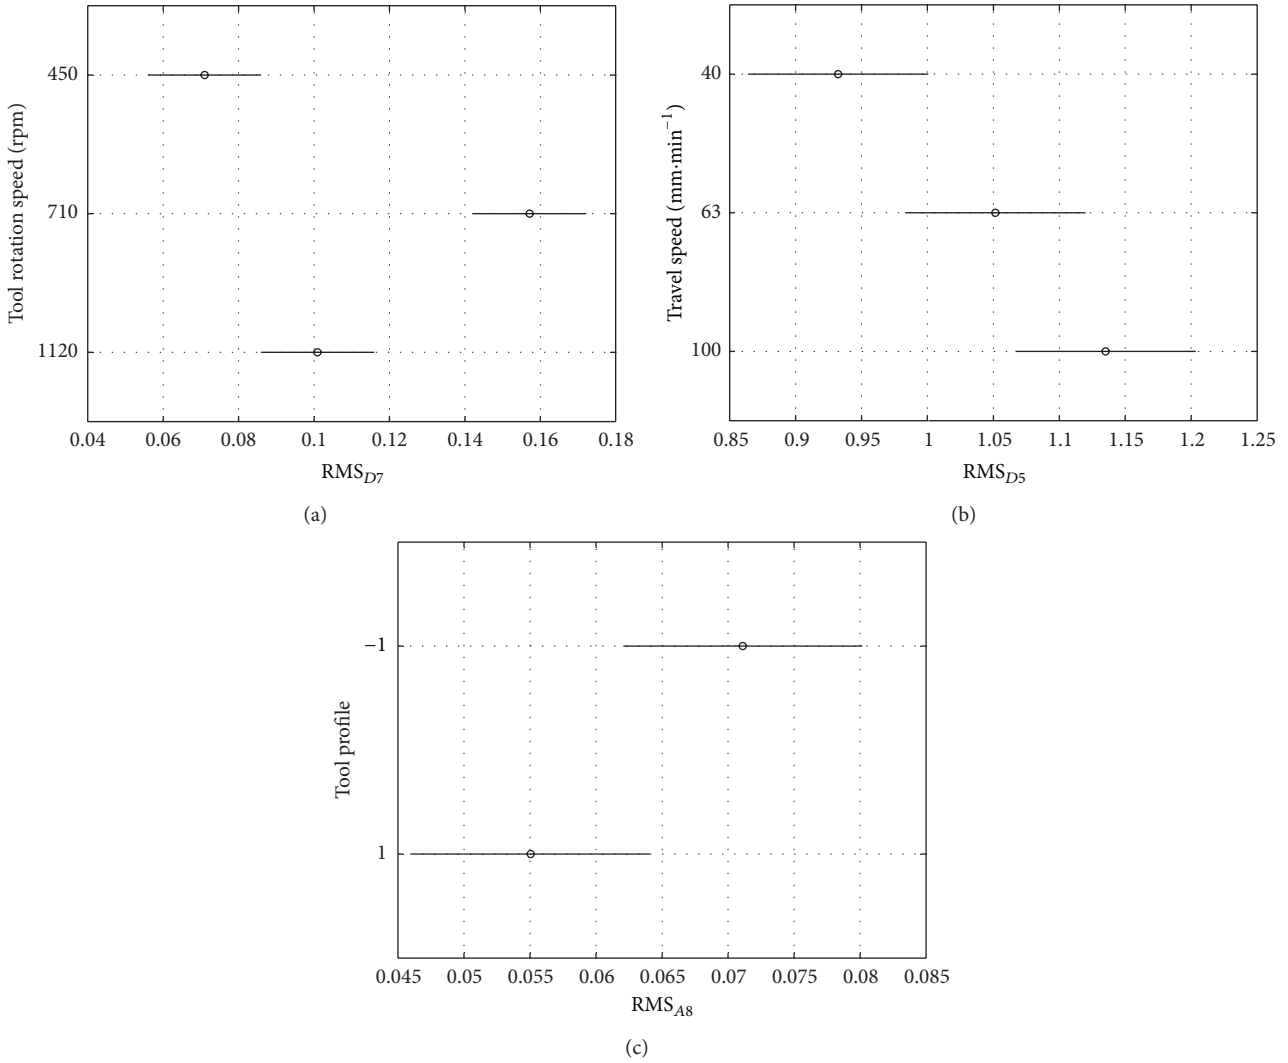 Tool rotation speed (rpm)
450
710
1120
0.04 0.06 0.08 0.1 0.12 0.14 0.16 0.18
RMS_D7
(a)
Travel speed (mm·min⁻¹)
40
63
100
0.85 0.9 0.95 1 1.05 1.1 1.15 1.2 1.25
RMS_D5
(b)
Tool profile
−1
1
0.045 0.05 0.055 0.06 0.065 0.07 0.075 0.08 0.085
RMS_A8
(c)